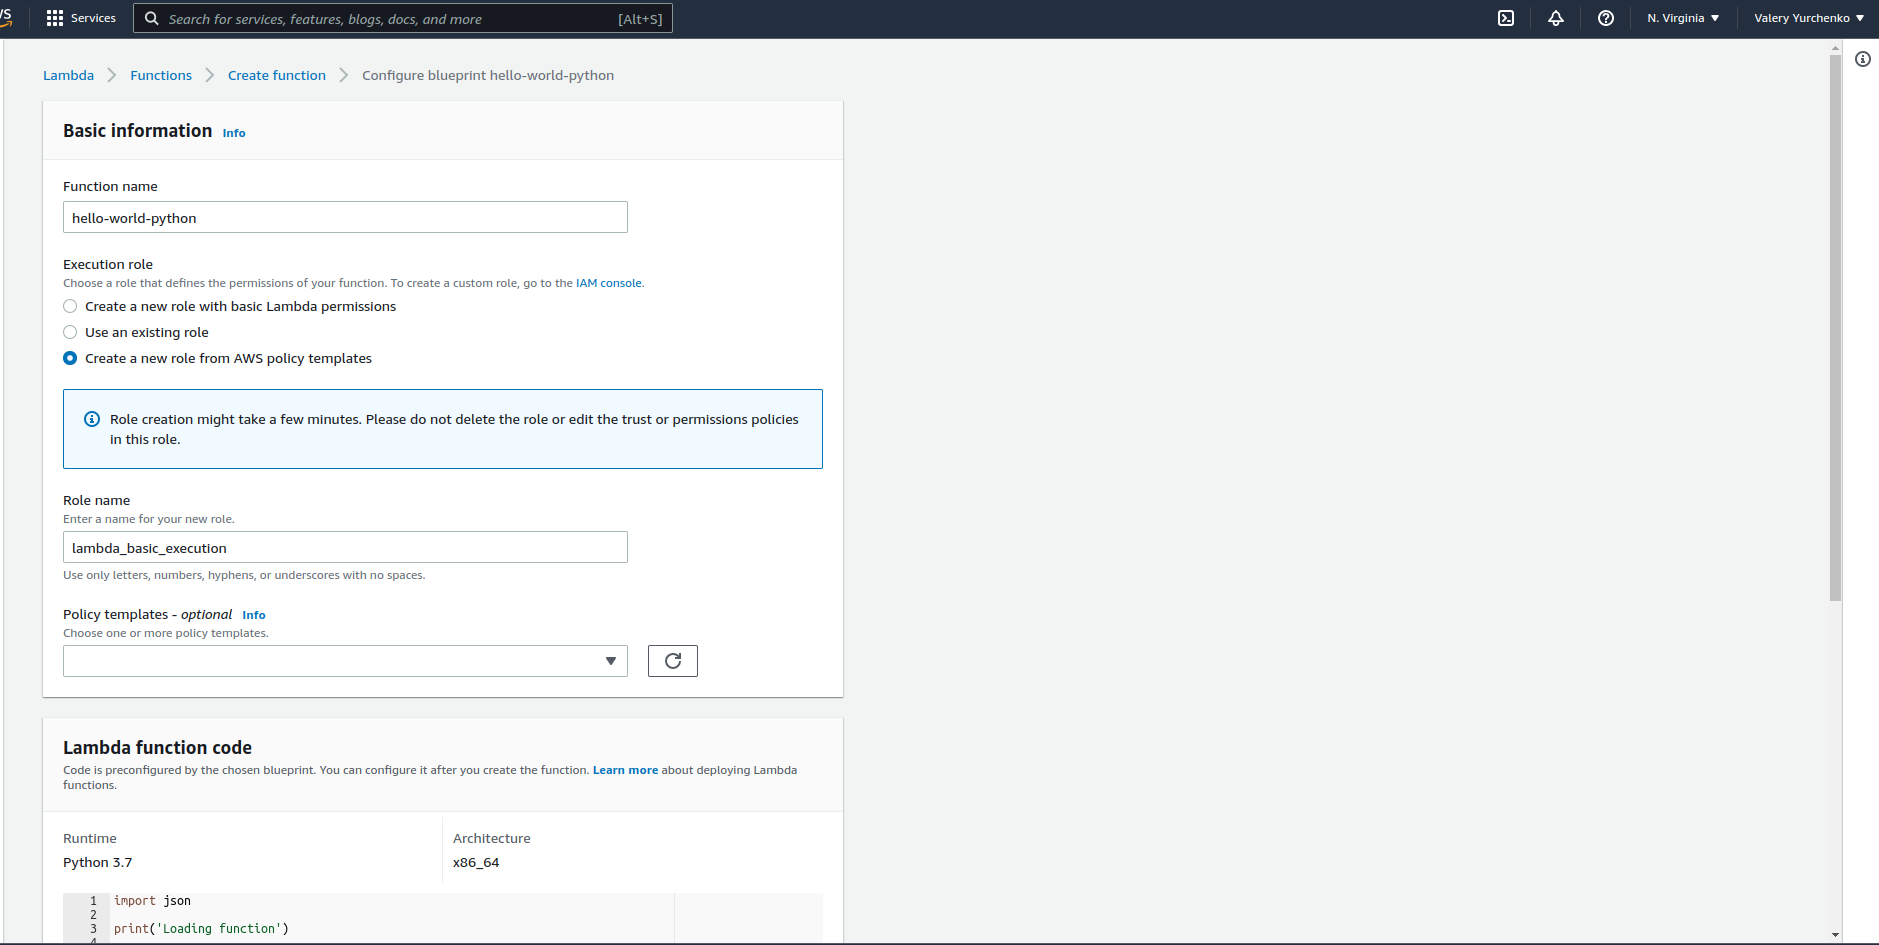 Services
Search for services, features, blogs, docs, and more [Alt+S]
N. Virginia
Valery Yurchenko
Lambda
Functions
Create function
Configure blueprint hello-world-python
Basic information Info
Function name
hello-world-python
Execution role
Choose a role that defines the permissions of your function. To create a custom role, go to the IAM console.
Create a new role with basic Lambda permissions
Use an existing role
Create a new role from AWS policy templates
Role creation might take a few minutes. Please do not delete the role or edit the trust or permissions policies
in this role.
Role name
Enter a name for your new role.
lambda_basic_execution
Use only letters, numbers, hyphens, or underscores with no spaces.
Policy templates - optional Info
Choose one or more policy templates.
Lambda function code
Code is preconfigured by the chosen blueprint. You can configure it after you create the function. Learn more about deploying Lambda
functions.
Runtime
Python 3.7
Architecture
x86_64
1 import json
2
3 print('Loading function')
4